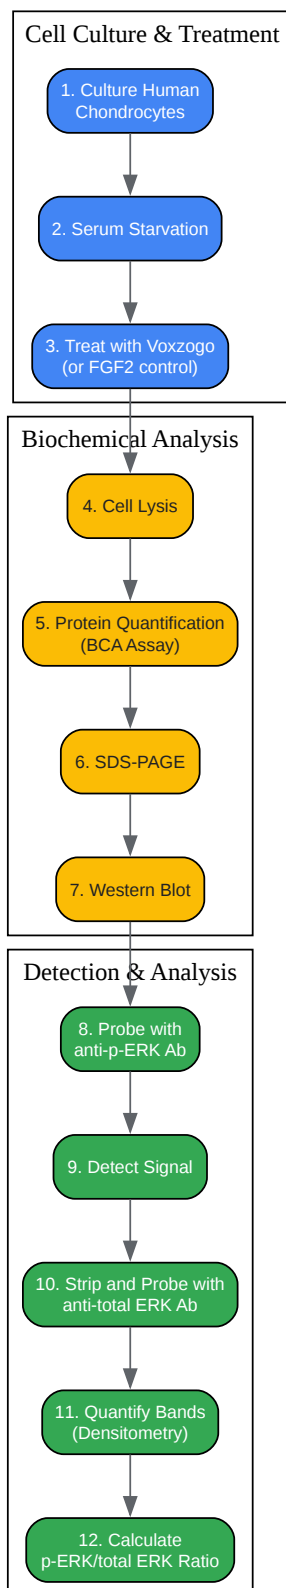 Cell Culture & Treatment
1. Culture Human
Chondrocytes
2. Serum Starvation
3. Treat with Voxzogo
(or FGF2 control)
Biochemical Analysis
4. Cell Lysis
5. Protein Quantification
(BCA Assay)
6. SDS-PAGE
7. Western Blot
Detection & Analysis
8. Probe with
anti-p-ERK Ab
9. Detect Signal
10. Strip and Probe with
anti-total ERK Ab
11. Quantify Bands
(Densitometry)
12. Calculate
p-ERK/total ERK Ratio